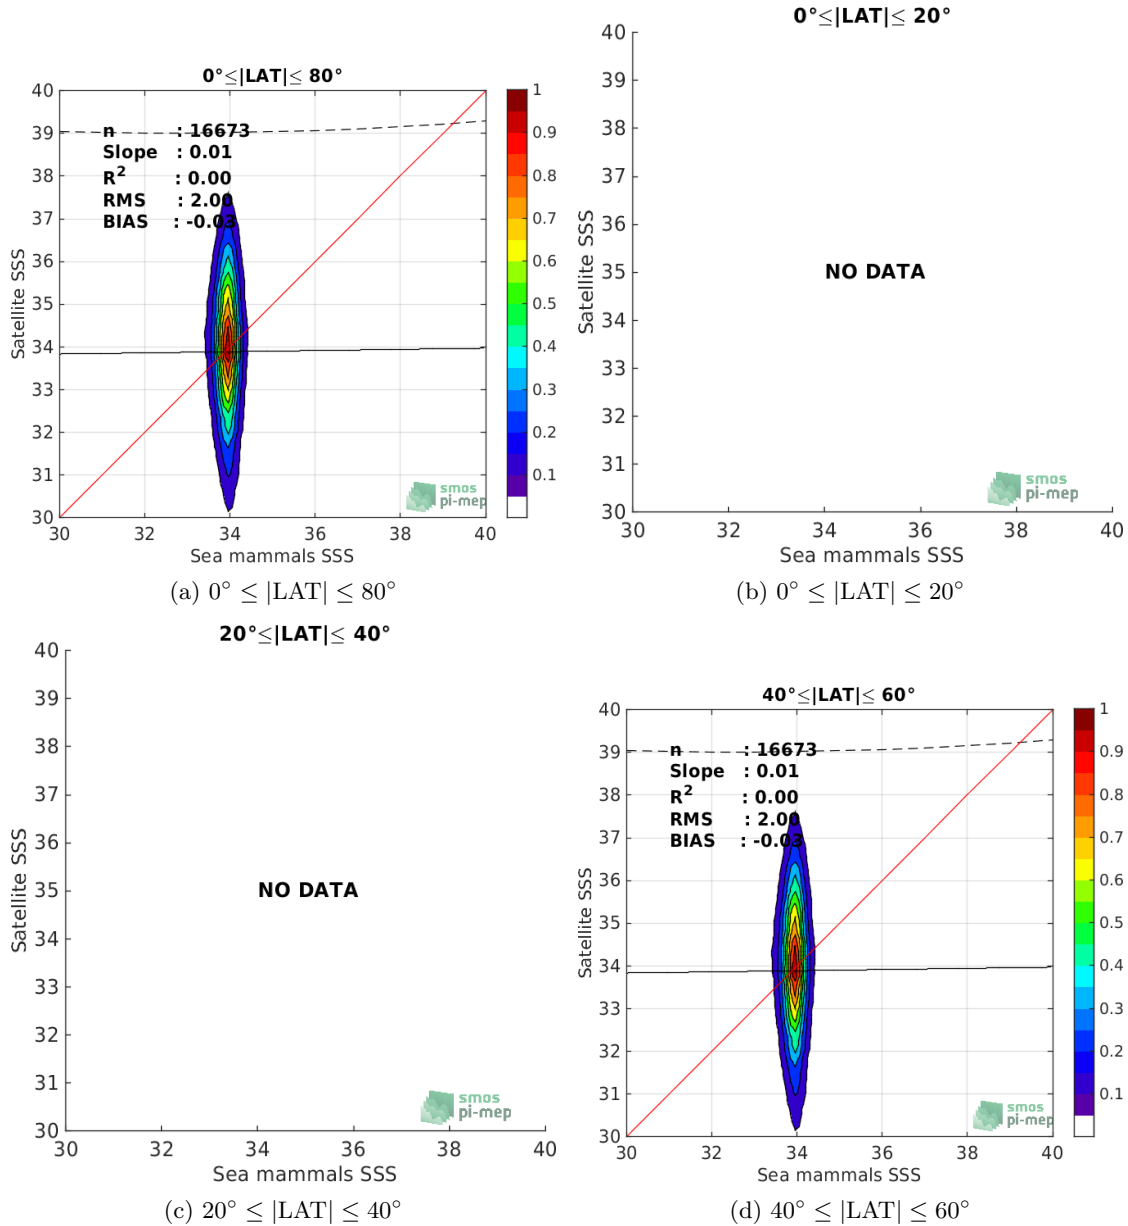 0°≤|LAT|≤ 80°
40
39
38
37
36
35
34
33
32
31
30
Satellite SSS
n : 16673
Slope : 0.01
R² : 0.00
RMS : 2.00
BIAS : -0.03
1
0.9
0.8
0.7
0.6
0.5
0.4
0.3
0.2
0.1
smos
pi-mep
30 32 34 36 38 40
Sea mammals SSS
(a) 0° ≤ |LAT| ≤ 80°
0°≤|LAT|≤ 20°
40
39
38
37
36
35
34
33
32
31
30
Satellite SSS
NO DATA
smos
pi-mep
30 32 34 36 38 40
Sea mammals SSS
(b) 0° ≤ |LAT| ≤ 20°
20°≤|LAT|≤ 40°
40
39
38
37
36
35
34
33
32
31
30
Satellite SSS
NO DATA
smos
pi-mep
30 32 34 36 38 40
Sea mammals SSS
(c) 20° ≤ |LAT| ≤ 40°
40°≤|LAT|≤ 60°
40
39
38
37
36
35
34
33
32
31
30
Satellite SSS
n : 16673
Slope : 0.01
R² : 0.00
RMS : 2.00
BIAS : -0.03
1
0.9
0.8
0.7
0.6
0.5
0.4
0.3
0.2
0.1
smos
pi-mep
30 32 34 36 38 40
Sea mammals SSS
(d) 40° ≤ |LAT| ≤ 60°